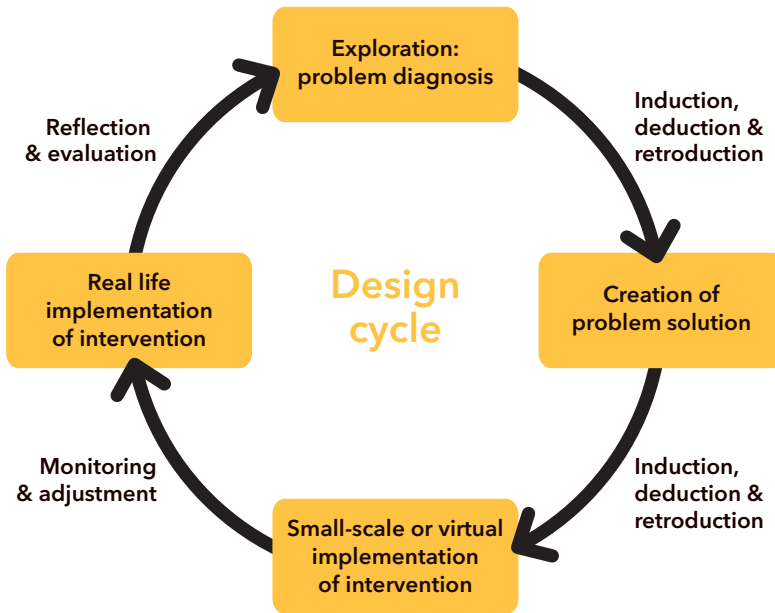 Exploration:
problem diagnosis
Induction,
deduction &
retroduction
Creation of
problem solution
Induction,
deduction &
retroduction
Small-scale or virtual
implementation
of intervention
Monitoring
& adjustment
Real life
implementation
of intervention
Reflection
& evaluation
Design
cycle